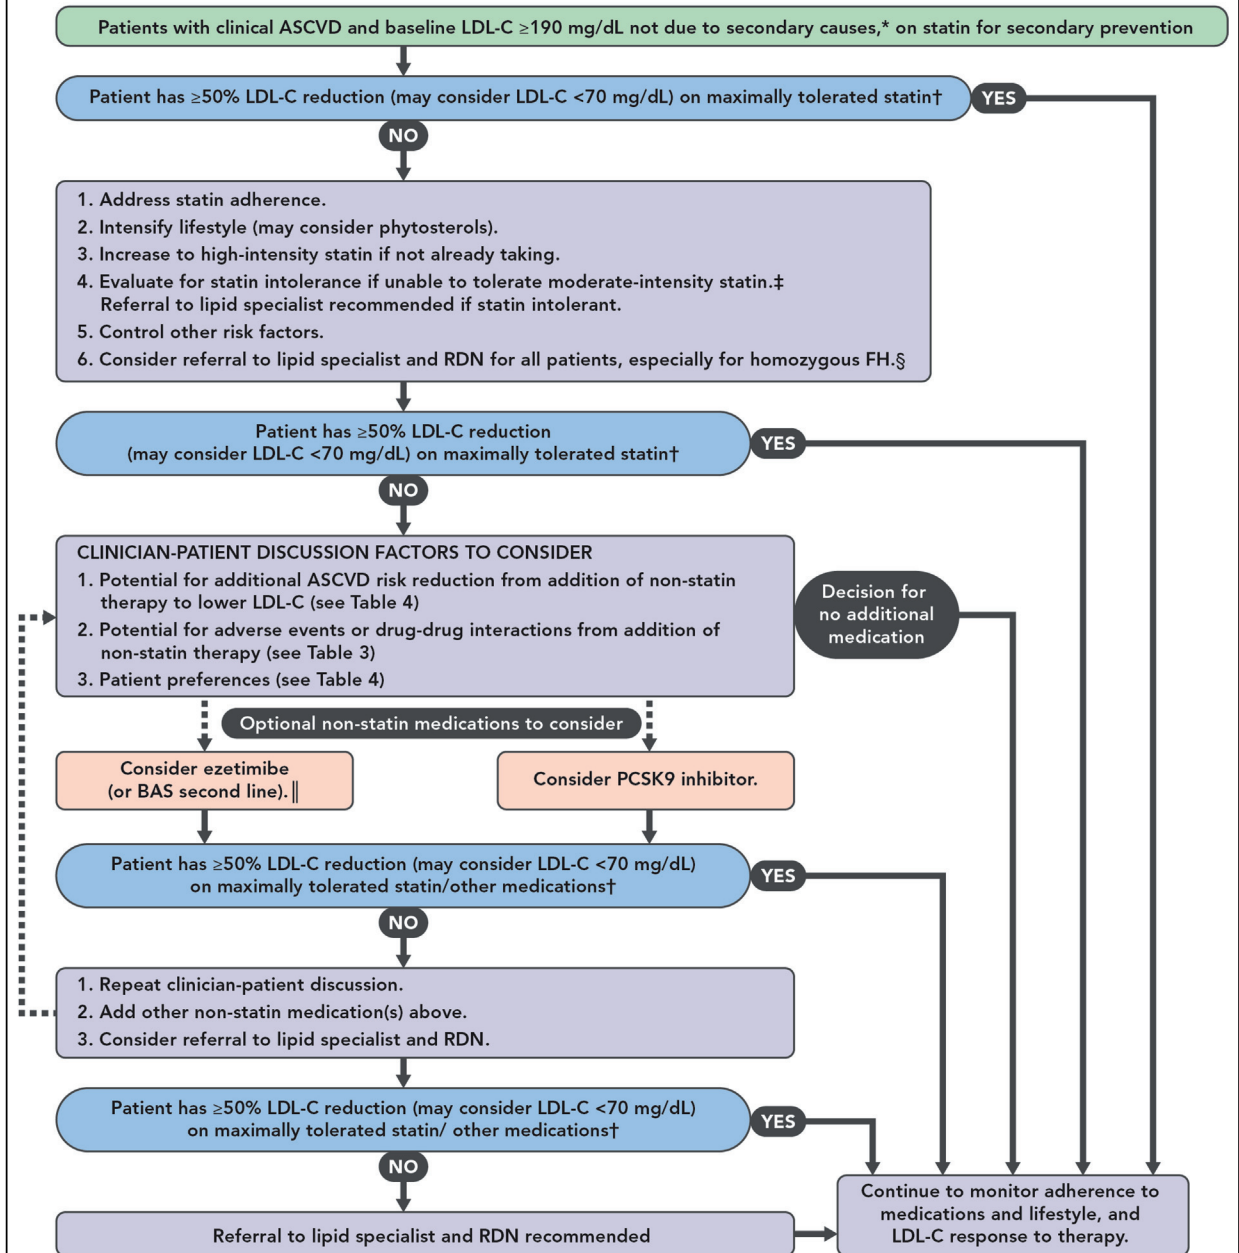 Patients with clinical ASCVD and baseline LDL-C ≥190 mg/dL not due to secondary causes,* on statin for secondary prevention
Patient has ≥50% LDL-C reduction (may consider LDL-C <70 mg/dL) on maximally tolerated statin†
YES
NO
1. Address statin adherence.
2. Intensify lifestyle (may consider phytosterols).
3. Increase to high-intensity statin if not already taking.
4. Evaluate for statin intolerance if unable to tolerate moderate-intensity statin.‡
Referral to lipid specialist recommended if statin intolerant.
5. Control other risk factors.
6. Consider referral to lipid specialist and RDN for all patients, especially for homozygous FH.§
Patient has ≥50% LDL-C reduction
(may consider LDL-C <70 mg/dL) on maximally tolerated statin†
YES
NO
CLINICIAN-PATIENT DISCUSSION FACTORS TO CONSIDER
1. Potential for additional ASCVD risk reduction from addition of non-statin
therapy to lower LDL-C (see Table 4)
2. Potential for adverse events or drug-drug interactions from addition of
non-statin therapy (see Table 3)
3. Patient preferences (see Table 4)
Decision for
no additional
medication
Optional non-statin medications to consider
Consider ezetimibe
(or BAS second line).‖
Consider PCSK9 inhibitor.
Patient has ≥50% LDL-C reduction (may consider LDL-C <70 mg/dL)
on maximally tolerated statin/other medications†
YES
NO
1. Repeat clinician-patient discussion.
2. Add other non-statin medication(s) above.
3. Consider referral to lipid specialist and RDN.
Patient has ≥50% LDL-C reduction (may consider LDL-C <70 mg/dL)
on maximally tolerated statin/ other medications†
YES
NO
Referral to lipid specialist and RDN recommended
Continue to monitor adherence to
medications and lifestyle, and
LDL-C response to therapy.